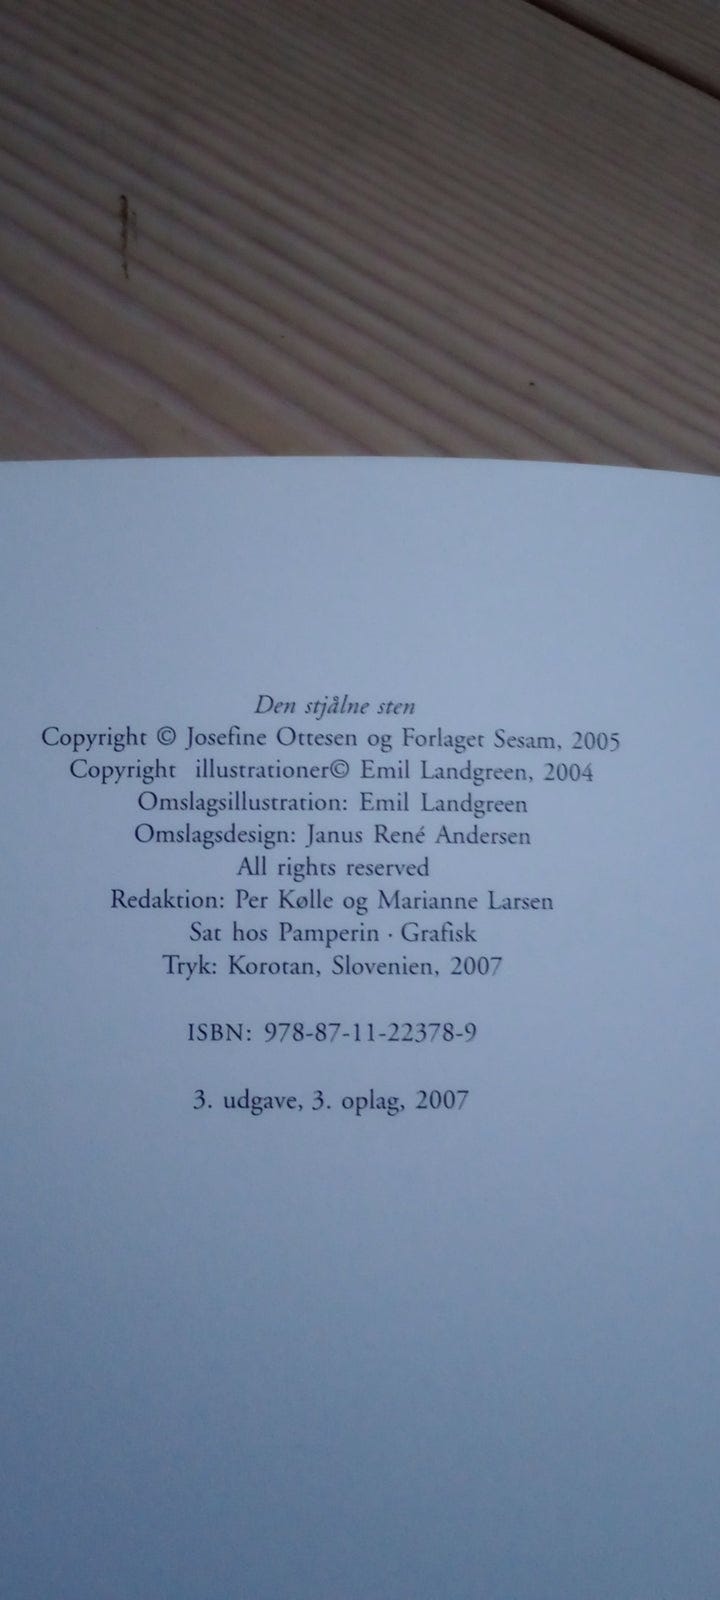 Den stjålne sten
Copyright © Josefine Ottesen og Forlaget Sesam, 2005
Copyright illustrationer© Emil Landgreen, 2004
Omslagsillustration: Emil Landgreen
Omslagsdesign: Janus René Andersen
All rights reserved
Redaktion: Per Kølle og Marianne Larsen
Sat hos Pamperin · Grafisk
Tryk: Korotan, Slovenien, 2007
ISBN: 978-87-11-22378-9
3. udgave, 3. oplag, 2007